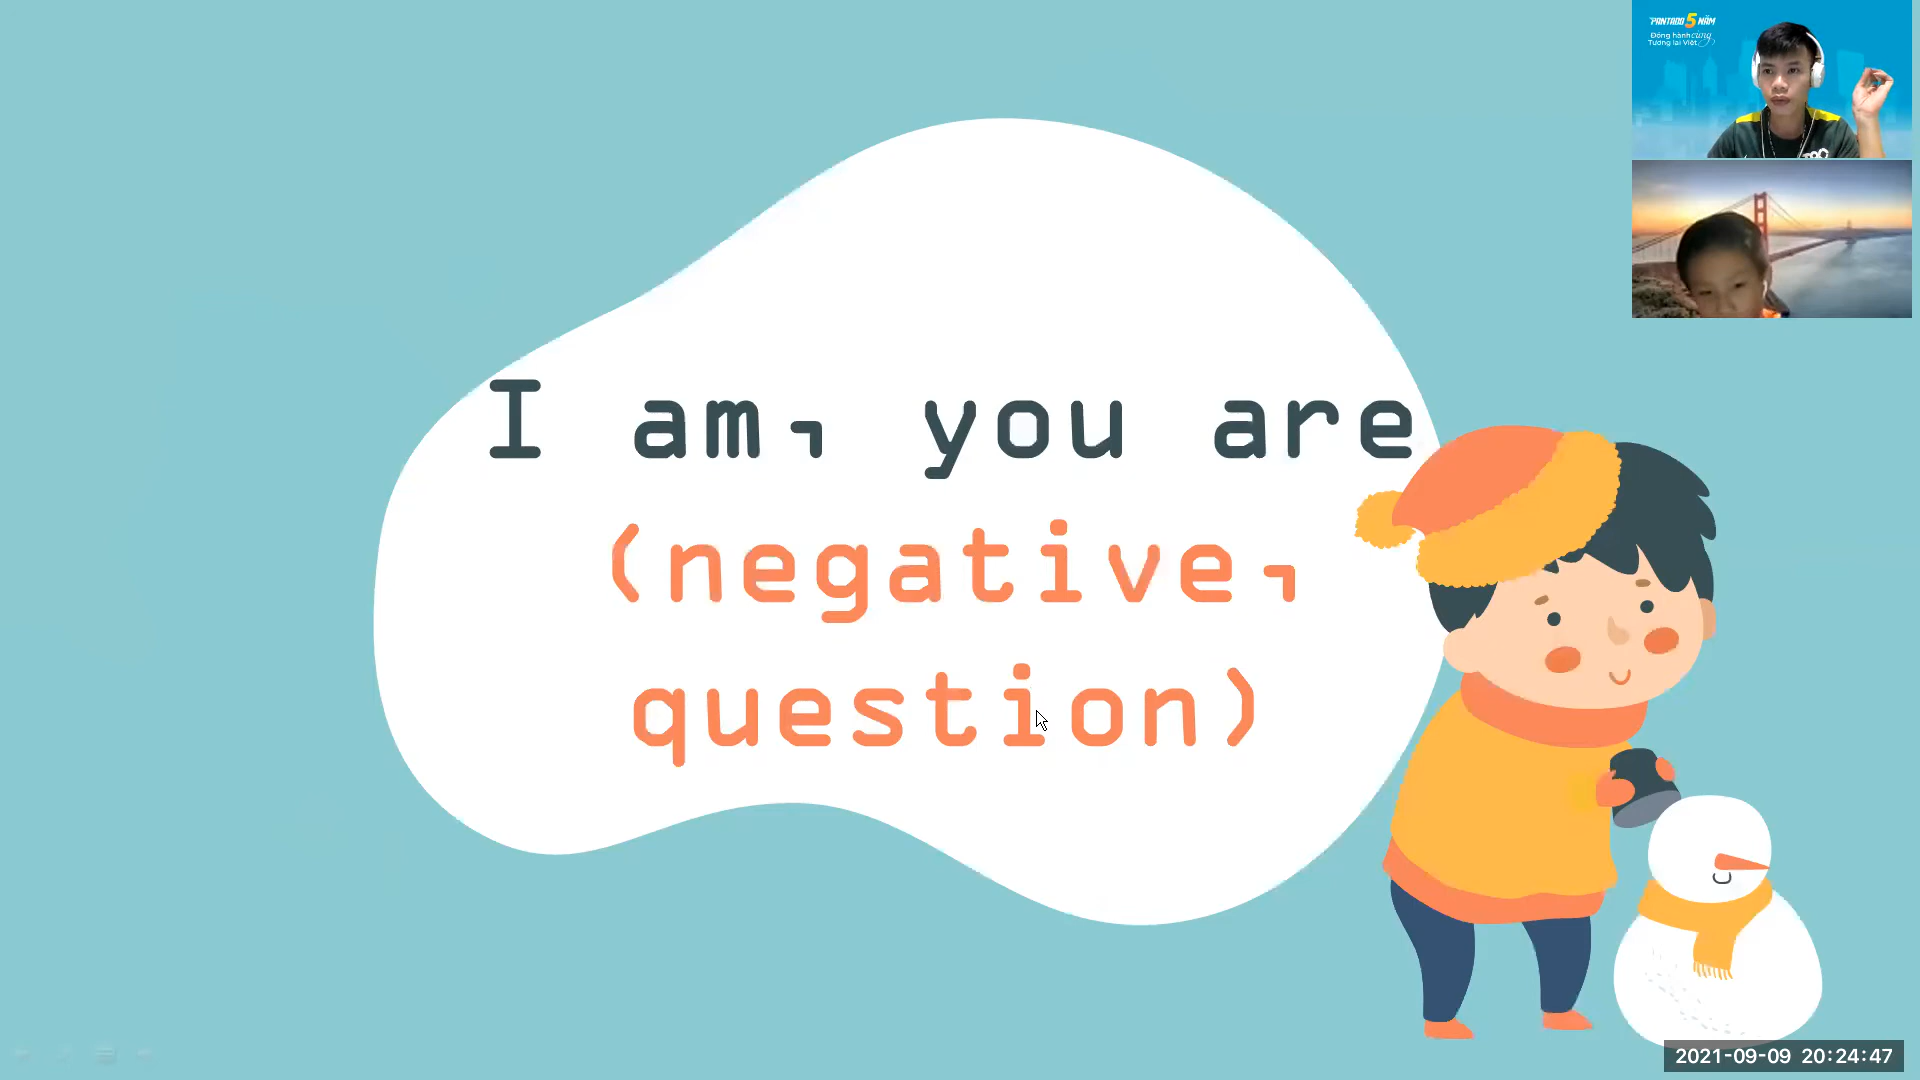 I am, you are
(negative,
question)
PANTADO 5 NĂM
Đồng hành cùng
Tương lai Việt
2021-09-09 20:24:47